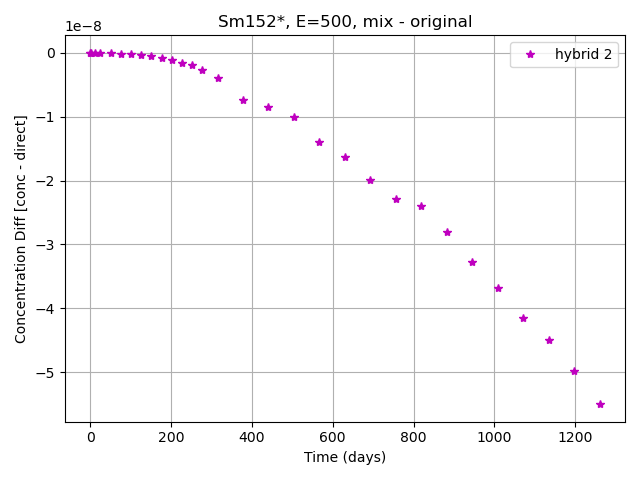 Sm152*, E=500, mix - original
1e−8
hybrid 2
0
−1
−2
−3
−4
−5
Concentration Diff [conc - direct]
0 200 400 600 800 1000 1200
Time (days)